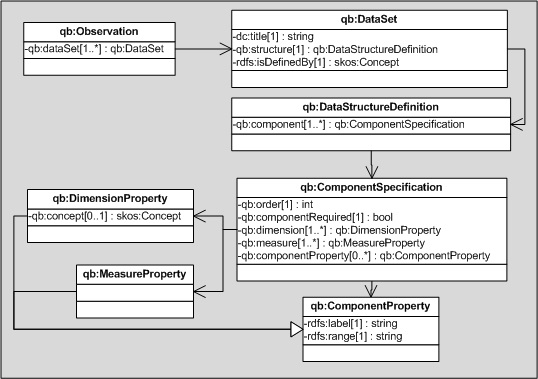 qb:Observation
-qb:dataSet[1..*] : qb:DataSet
qb:DataSet
-dc:title[1] : string
-qb:structure[1] : qb:DataStructureDefinition
-rdfs:isDefinedBy[1] : skos:Concept
qb:DataStructureDefinition
-qb:component[1..*] : qb:ComponentSpecification
qb:ComponentSpecification
-qb:order[1] : int
-qb:componentRequired[1] : bool
-qb:dimension[1..*] : qb:DimensionProperty
-qb:measure[1..*] : qb:MeasureProperty
-qb:componentProperty[0..*] : qb:ComponentProperty
qb:DimensionProperty
-qb:concept[0..1] : skos:Concept
qb:MeasureProperty
qb:ComponentProperty
-rdfs:label[1] : string
-rdfs:range[1] : string